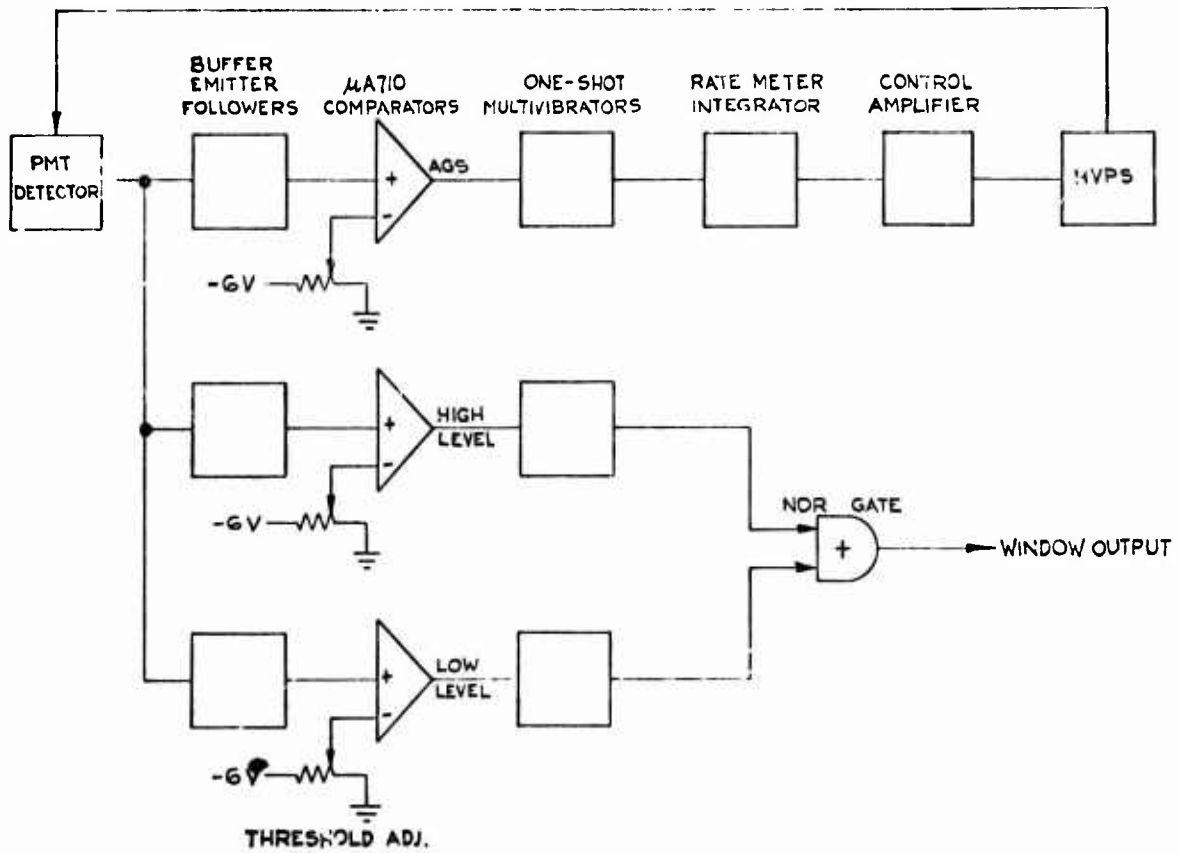 BUFFER
EMITTER
FOLLOWERS
μA710
COMPARATORS
ONE-SHOT
MULTIVIBRATORS
RATE METER
INTEGRATOR
CONTROL
AMPLIFIER
PMT
DETECTOR
+
-
AGS
HVPS
-6V
+
-
HIGH
LEVEL
-6V
NOR GATE
+
WINDOW OUTPUT
+
-
LOW
LEVEL
-6V
THRESHOLD ADJ.